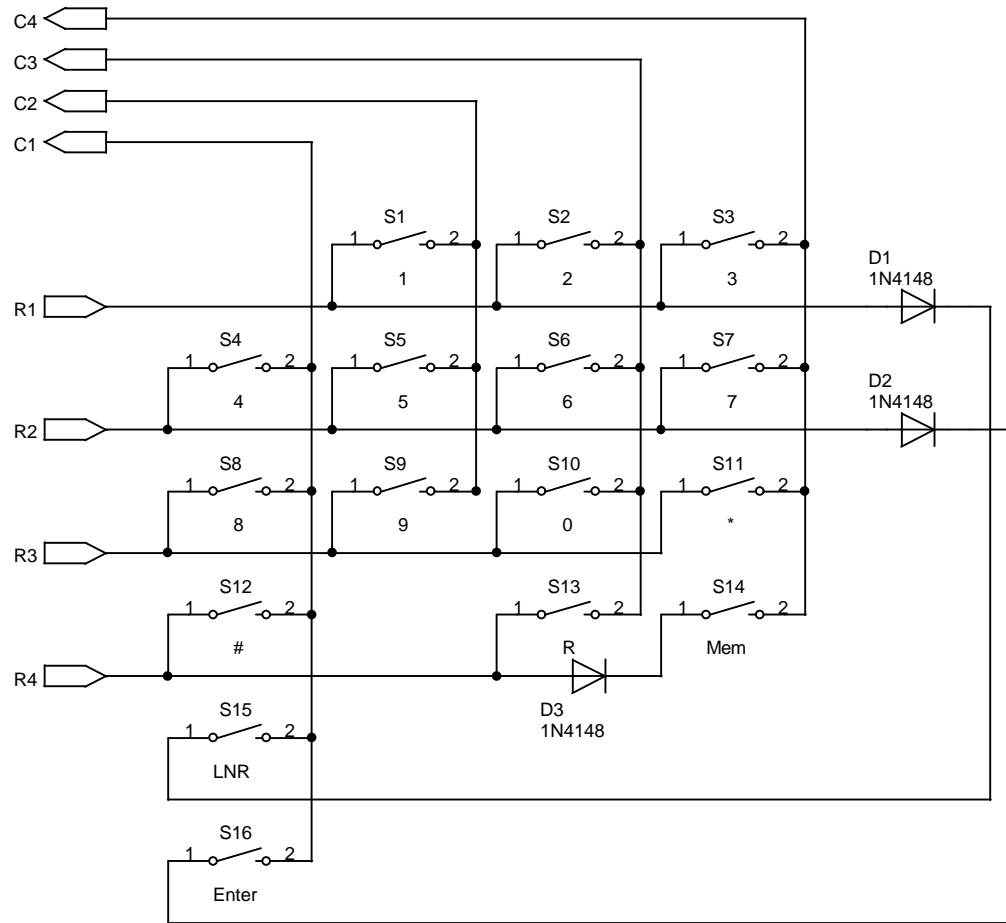 C4
C3
C2
C1
S1 S2 S3
1 2 1 2 1 2
1 2 3
D1
1N4148
R1
S4 S5 S6 S7
1 2 1 2 1 2 1 2
4 5 6 7
D2
1N4148
R2
S8 S9 S10 S11
1 2 1 2 1 2 1 2
8 9 0 *
R3
S12 S13 S14
1 2 1 2 1 2
# R Mem
R4
D3
1N4148
S15
1 2
LNR
S16
1 2
Enter